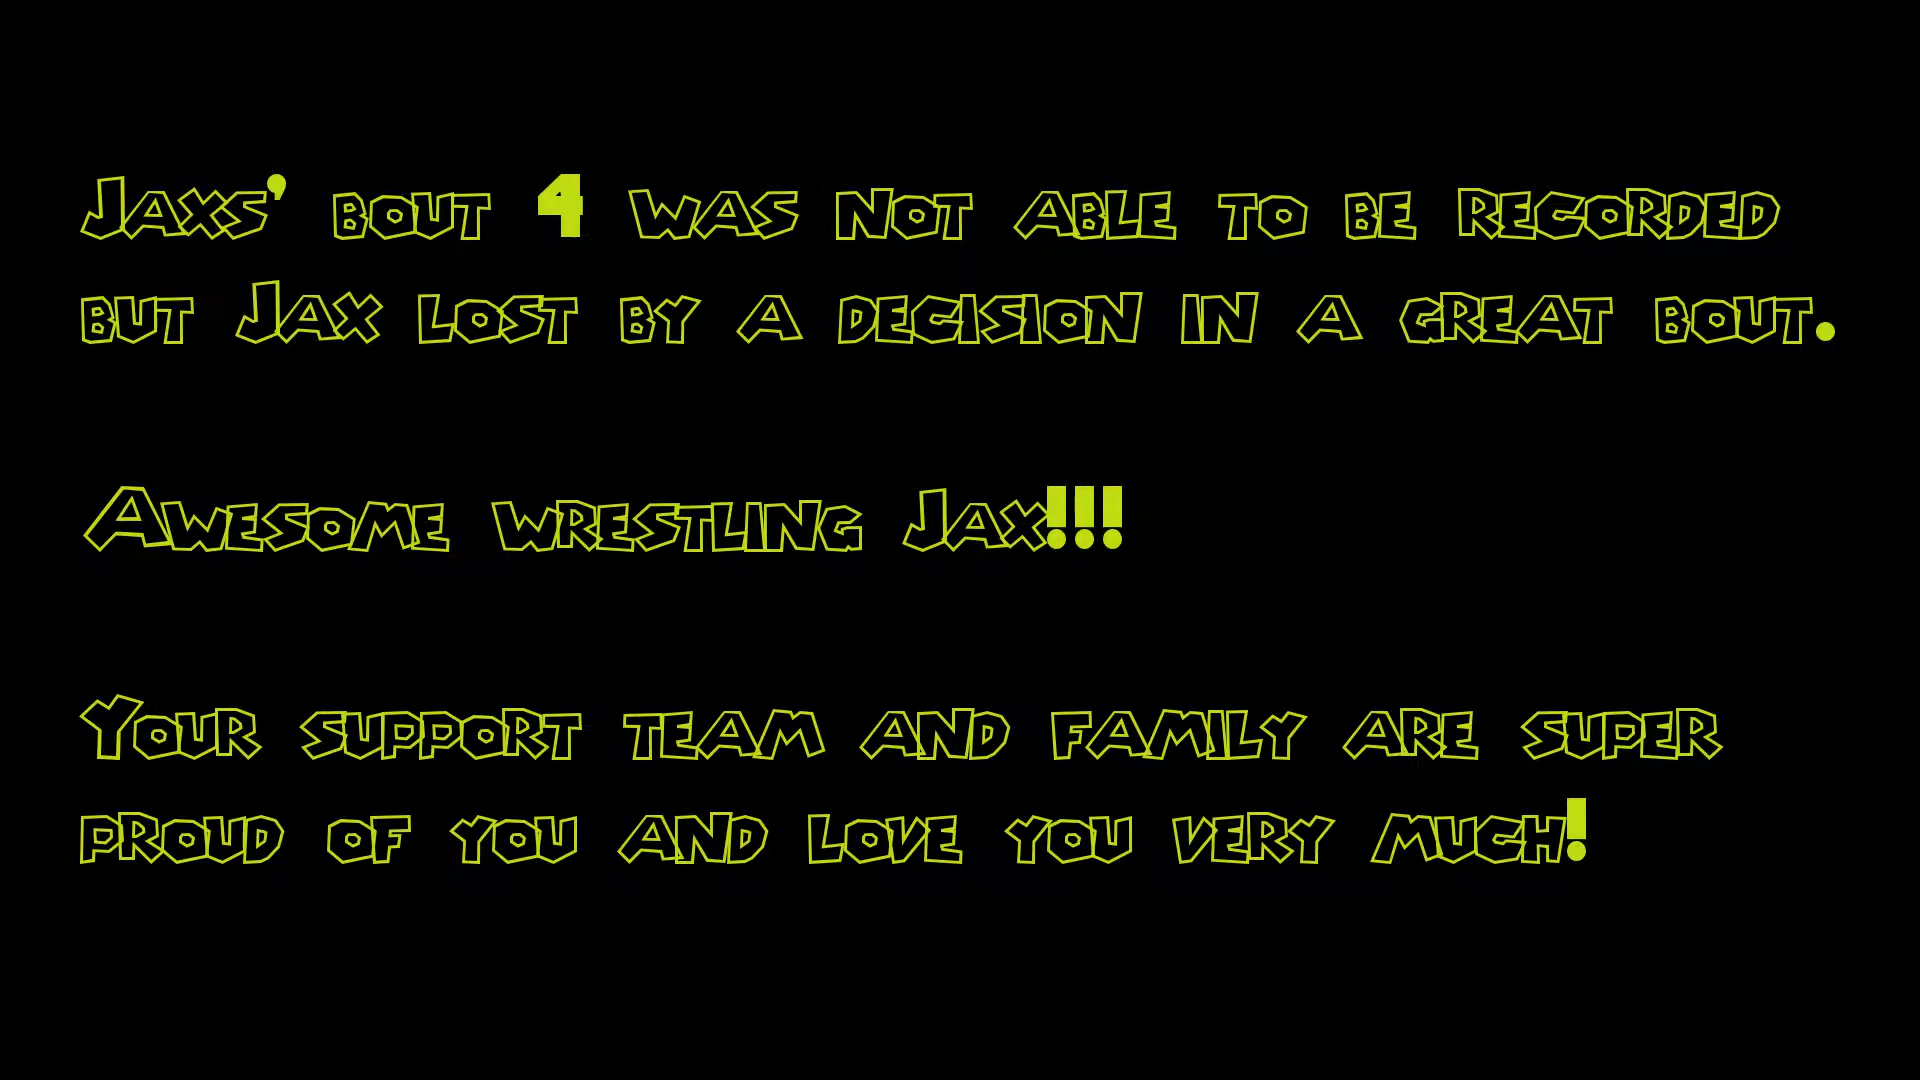 Jaxs' bout 4 was not able to be recorded
but Jax lost by a decision in a great bout.
Awesome wrestling Jax!!!
Your support team and family are super
proud of you and love you very much!